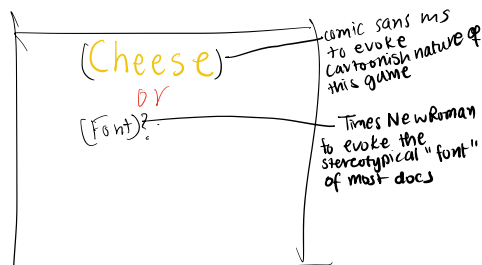 (Cheese)
or
(Font)?
comic sans ms
to evoke
cartoonish nature of
this game
Times New Roman
to evoke the
stereotypical "font"
of most docs